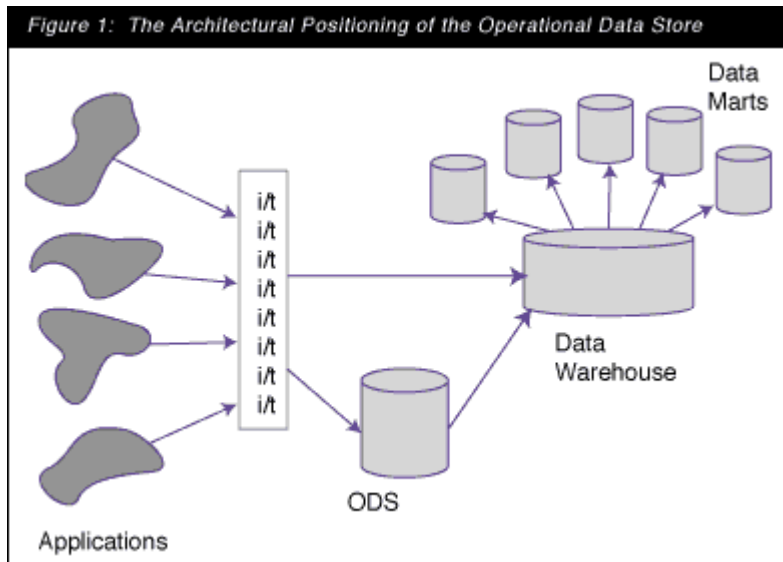 Figure 1: The Architectural Positioning of the Operational Data Store
Data
Marts
i/t
i/t
i/t
i/t
i/t
i/t
i/t
i/t
Data
Warehouse
ODS
Applications